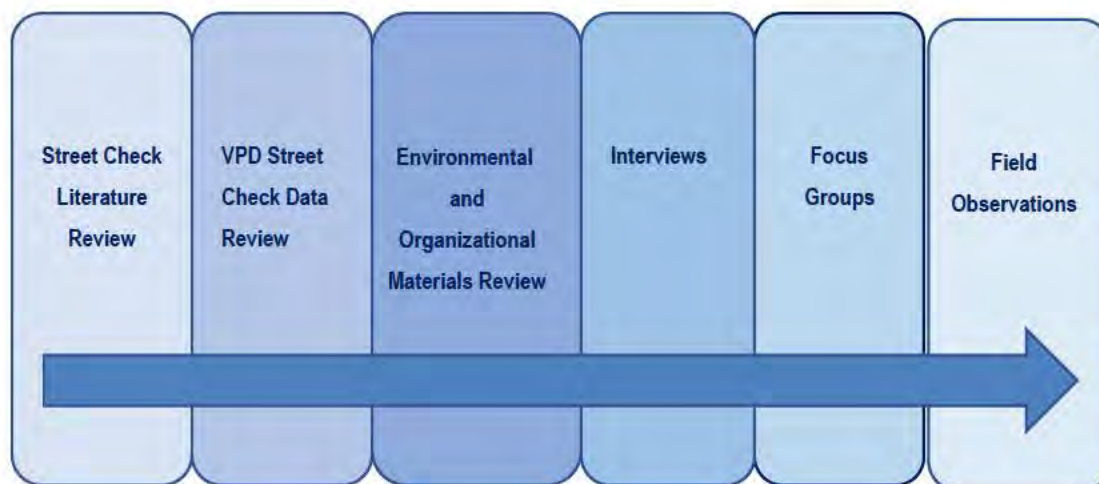 Street Check
Literature
Review
VPD Street
Check Data
Review
Environmental
and
Organizational
Materials Review
Interviews
Focus
Groups
Field
Observations